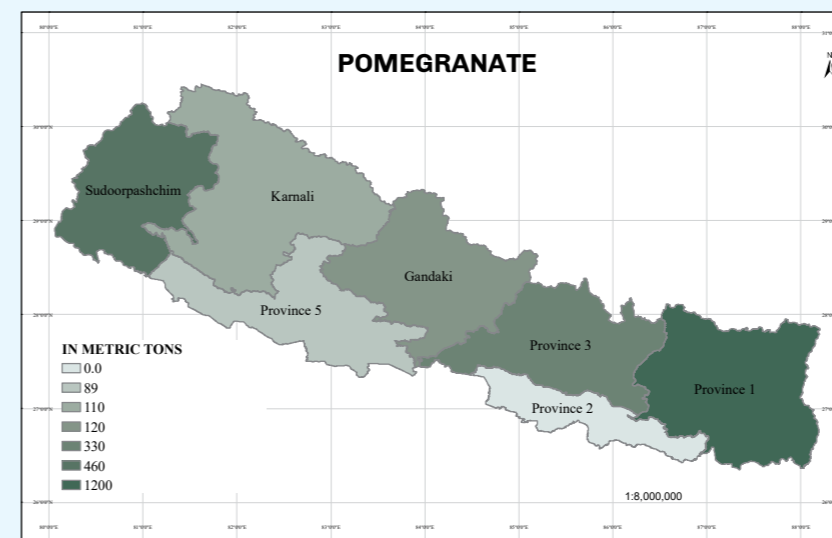 POMEGRANATE
N
Sudoorpashchim
Karnali
Gandaki
Province 5
Province 3
Province 1
Province 2
IN METRIC TONS
0.0
89
110
120
330
460
1200
1:8,000,000